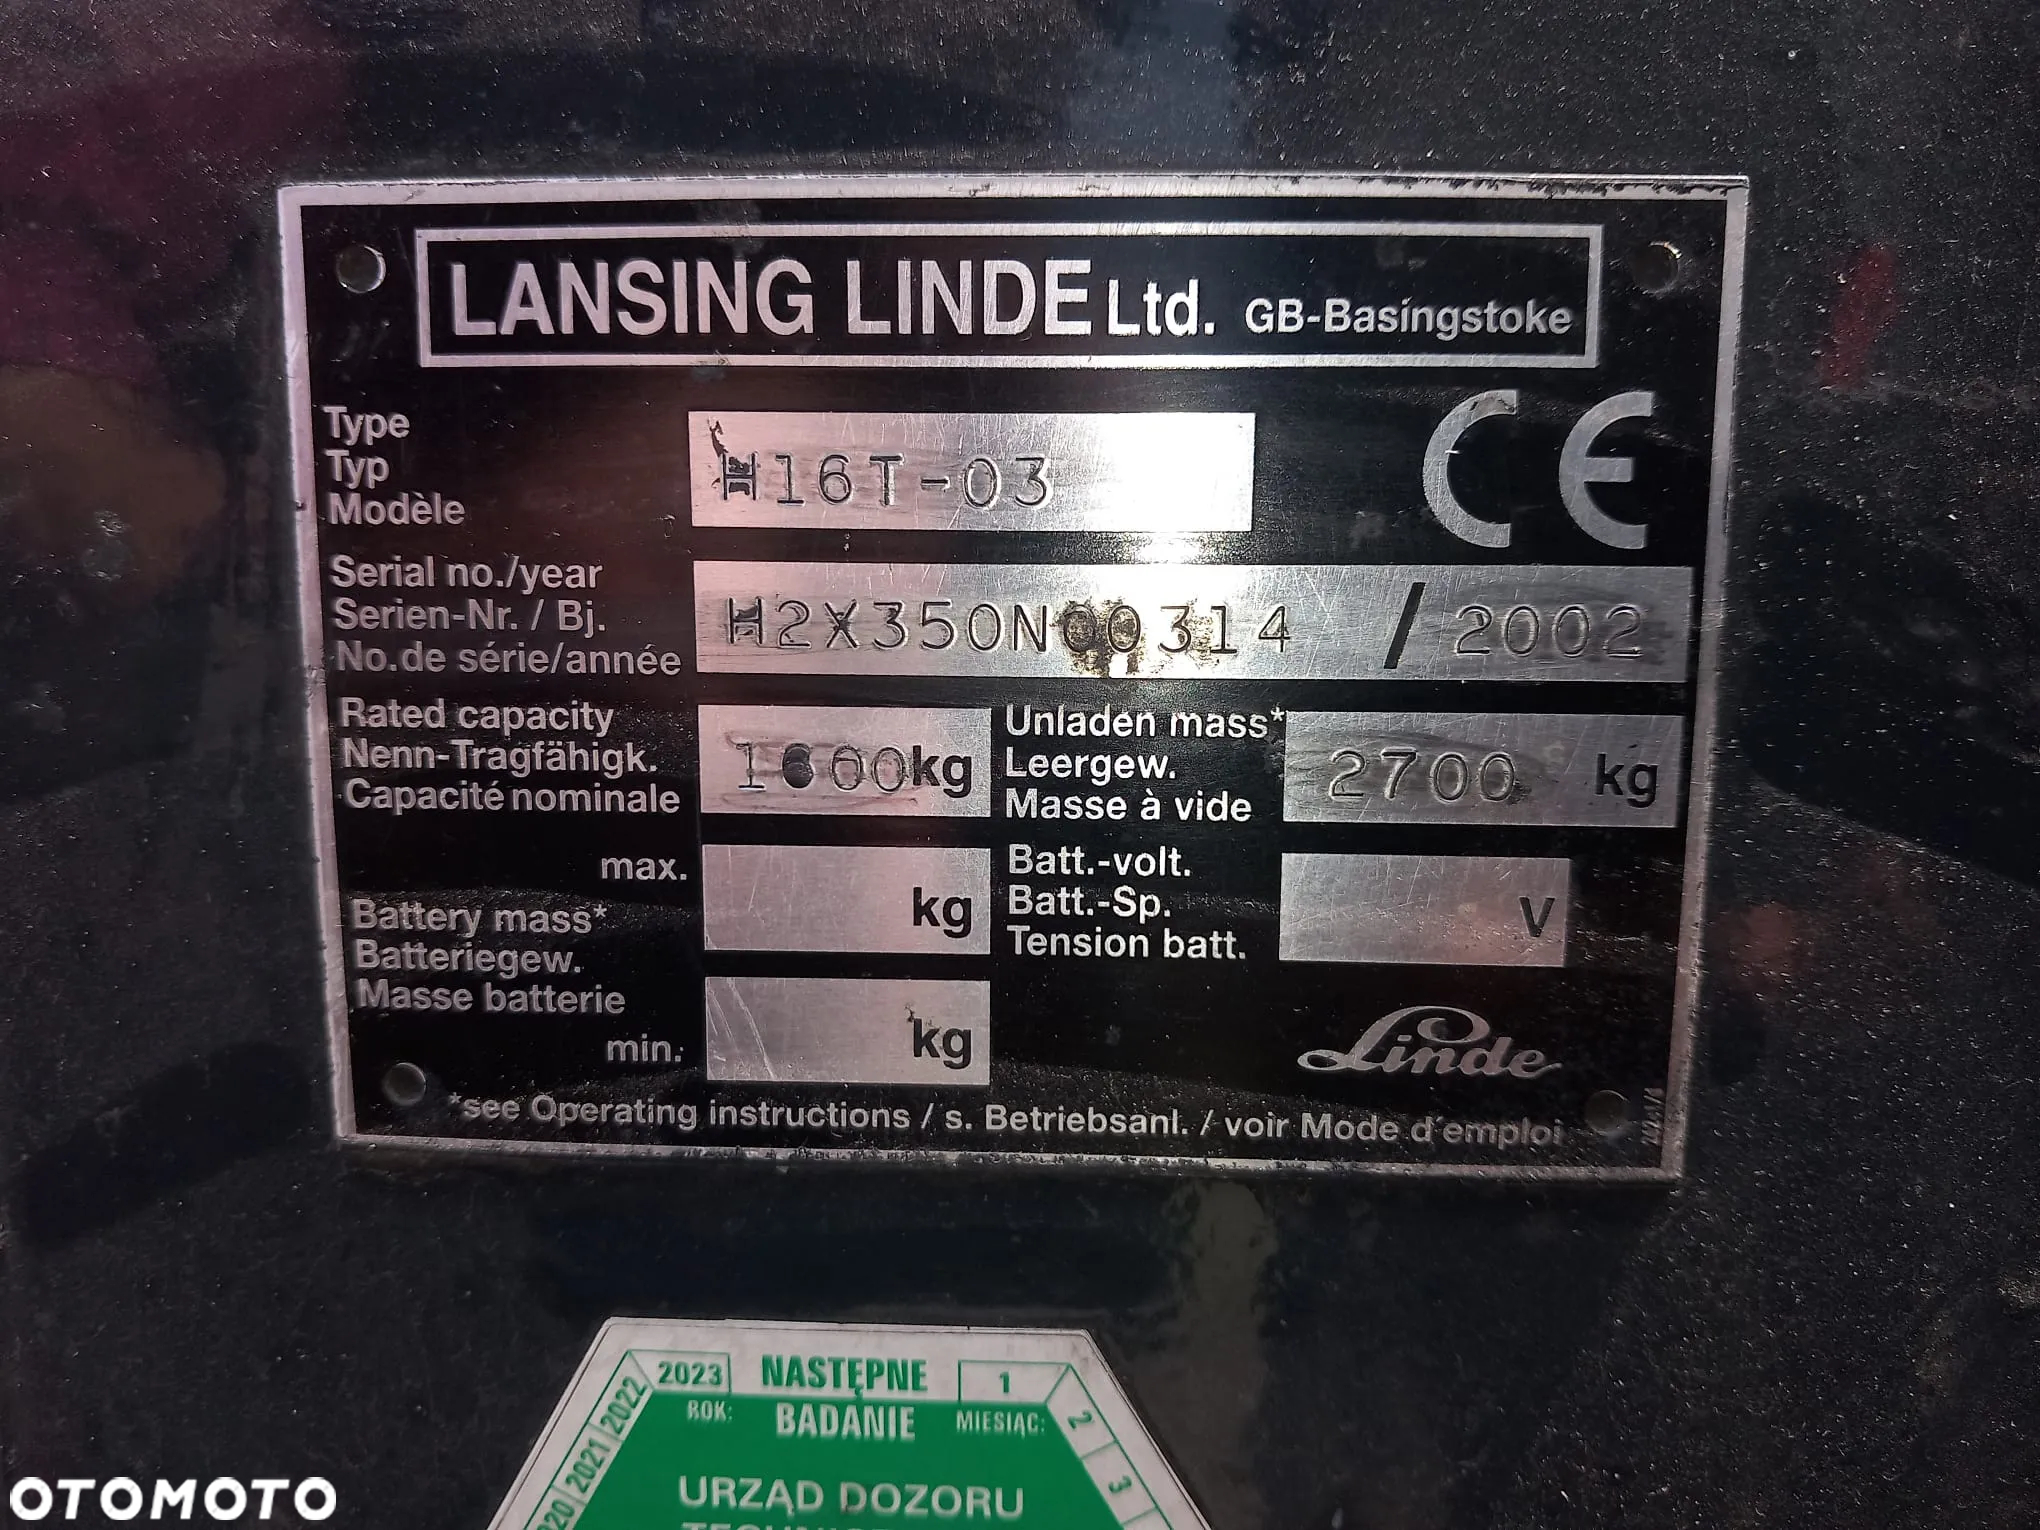 LANSING LINDE Ltd. GB-Basingstoke
Type
Typ
Modèle
H16T-03
CE
Serial no./year
Serien-Nr. / Bj.
No.de série/année
H2X350N00314 / 2002
Rated capacity
Nenn-Tragfähigk.
Capacité nominale
1600 kg
Unladen mass*
Leergew.
Masse à vide
2700 kg
max.
kg
Battery mass*
Batteriegew.
Masse batterie
min.:
kg
Batt.-volt.
Batt.-Sp.
Tension batt.
V
Linde
*see Operating instructions / s. Betriebsanl. / voir Mode d'emploi
2023 NASTĘPNE 1
ROK: BADANIE MIESIĄC:
2022
2021
2
3
URZĄD DOZORU
OTOMOTO